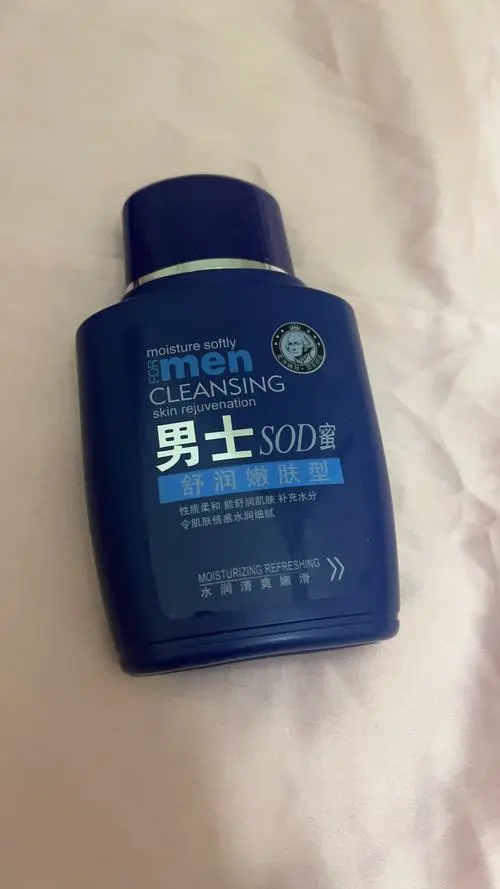 moisture softly
FOR men
CLEANSING
skin rejuvenation
男士SOD蜜
舒润嫩肤型
性质柔和 能舒润肌肤 补充水分
令肌肤倍感水润细腻
MOISTURIZING REFRESHING
水润清爽嫩滑